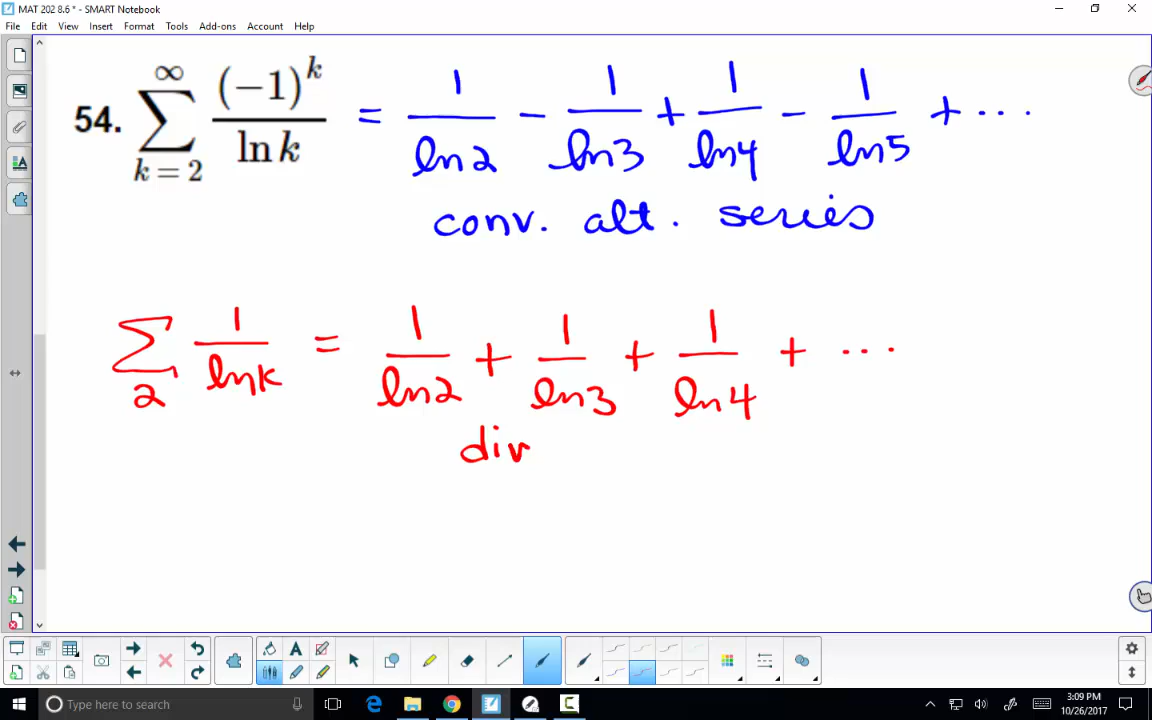 MAT 202 8.6 * - SMART Notebook
File Edit View Insert Format Tools Add-ons Account Help
54. ∑_{k=2}^{∞} (−1)^k / ln k = 1/ln2 − 1/ln3 + 1/ln4 − 1/ln5 + ...
conv. alt. series
∑_2 1/lnk = 1/ln2 + 1/ln3 + 1/ln4 + ...
div
Type here to search
3:09 PM
10/26/2017